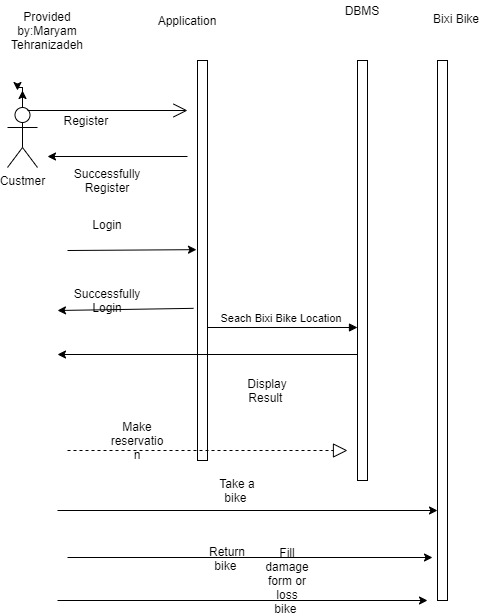 Provided
by:Maryam
Tehranizadeh
Application
DBMS
Bixi Bike
Register
Custmer
Successfully
Register
Login
Successfully
Login
Seach Bixi Bike Location
Display
Result
Make
reservatio
n
Take a
bike
Return
bike
Fill
damage
form or
loss
bike